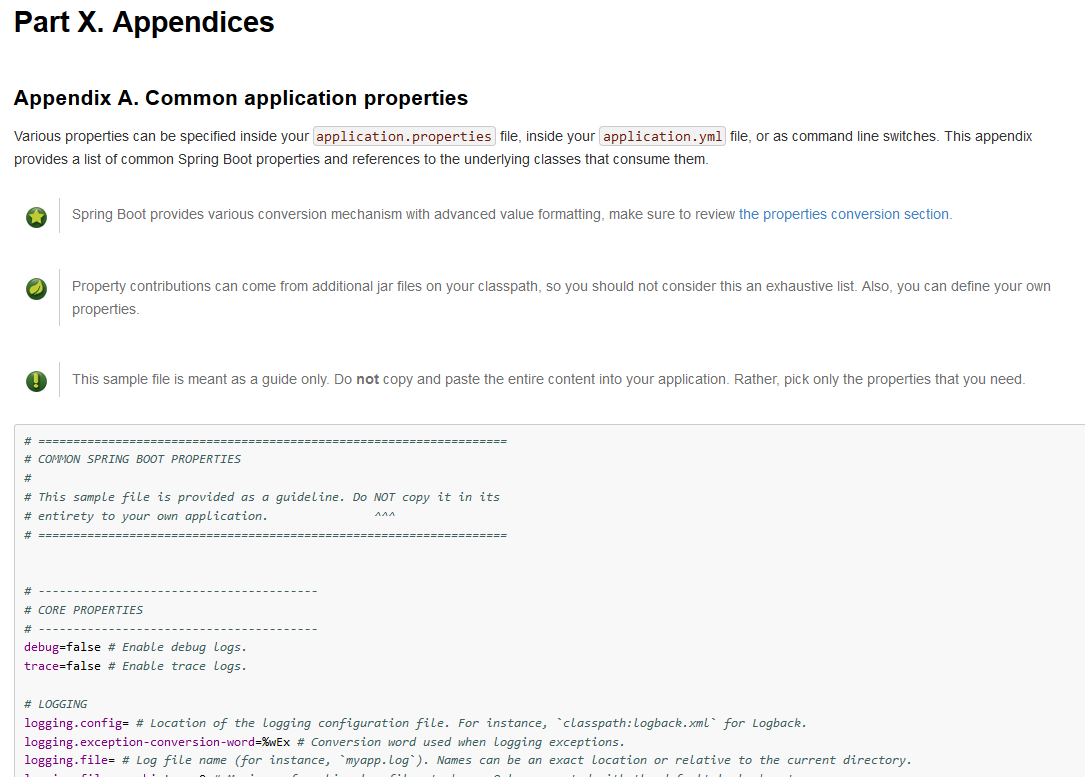 Part X. Appendices
Appendix A. Common application properties
Various properties can be specified inside your application.properties file, inside your application.yml file, or as command line switches. This appendix
provides a list of common Spring Boot properties and references to the underlying classes that consume them.
Spring Boot provides various conversion mechanism with advanced value formatting, make sure to review the properties conversion section.
Property contributions can come from additional jar files on your classpath, so you should not consider this an exhaustive list. Also, you can define your own
properties.
This sample file is meant as a guide only. Do not copy and paste the entire content into your application. Rather, pick only the properties that you need.
# ===================================================================
# COMMON SPRING BOOT PROPERTIES
#
# This sample file is provided as a guideline. Do NOT copy it in its
# entirety to your own application.               ^^^
# ===================================================================
# ----------------------------------------
# CORE PROPERTIES
# ----------------------------------------
debug=false # Enable debug logs.
trace=false # Enable trace logs.
# LOGGING
logging.config= # Location of the logging configuration file. For instance, `classpath:logback.xml` for Logback.
logging.exception-conversion-word=%wEx # Conversion word used when logging exceptions.
logging.file= # Log file name (for instance, `myapp.log`). Names can be an exact location or relative to the current directory.